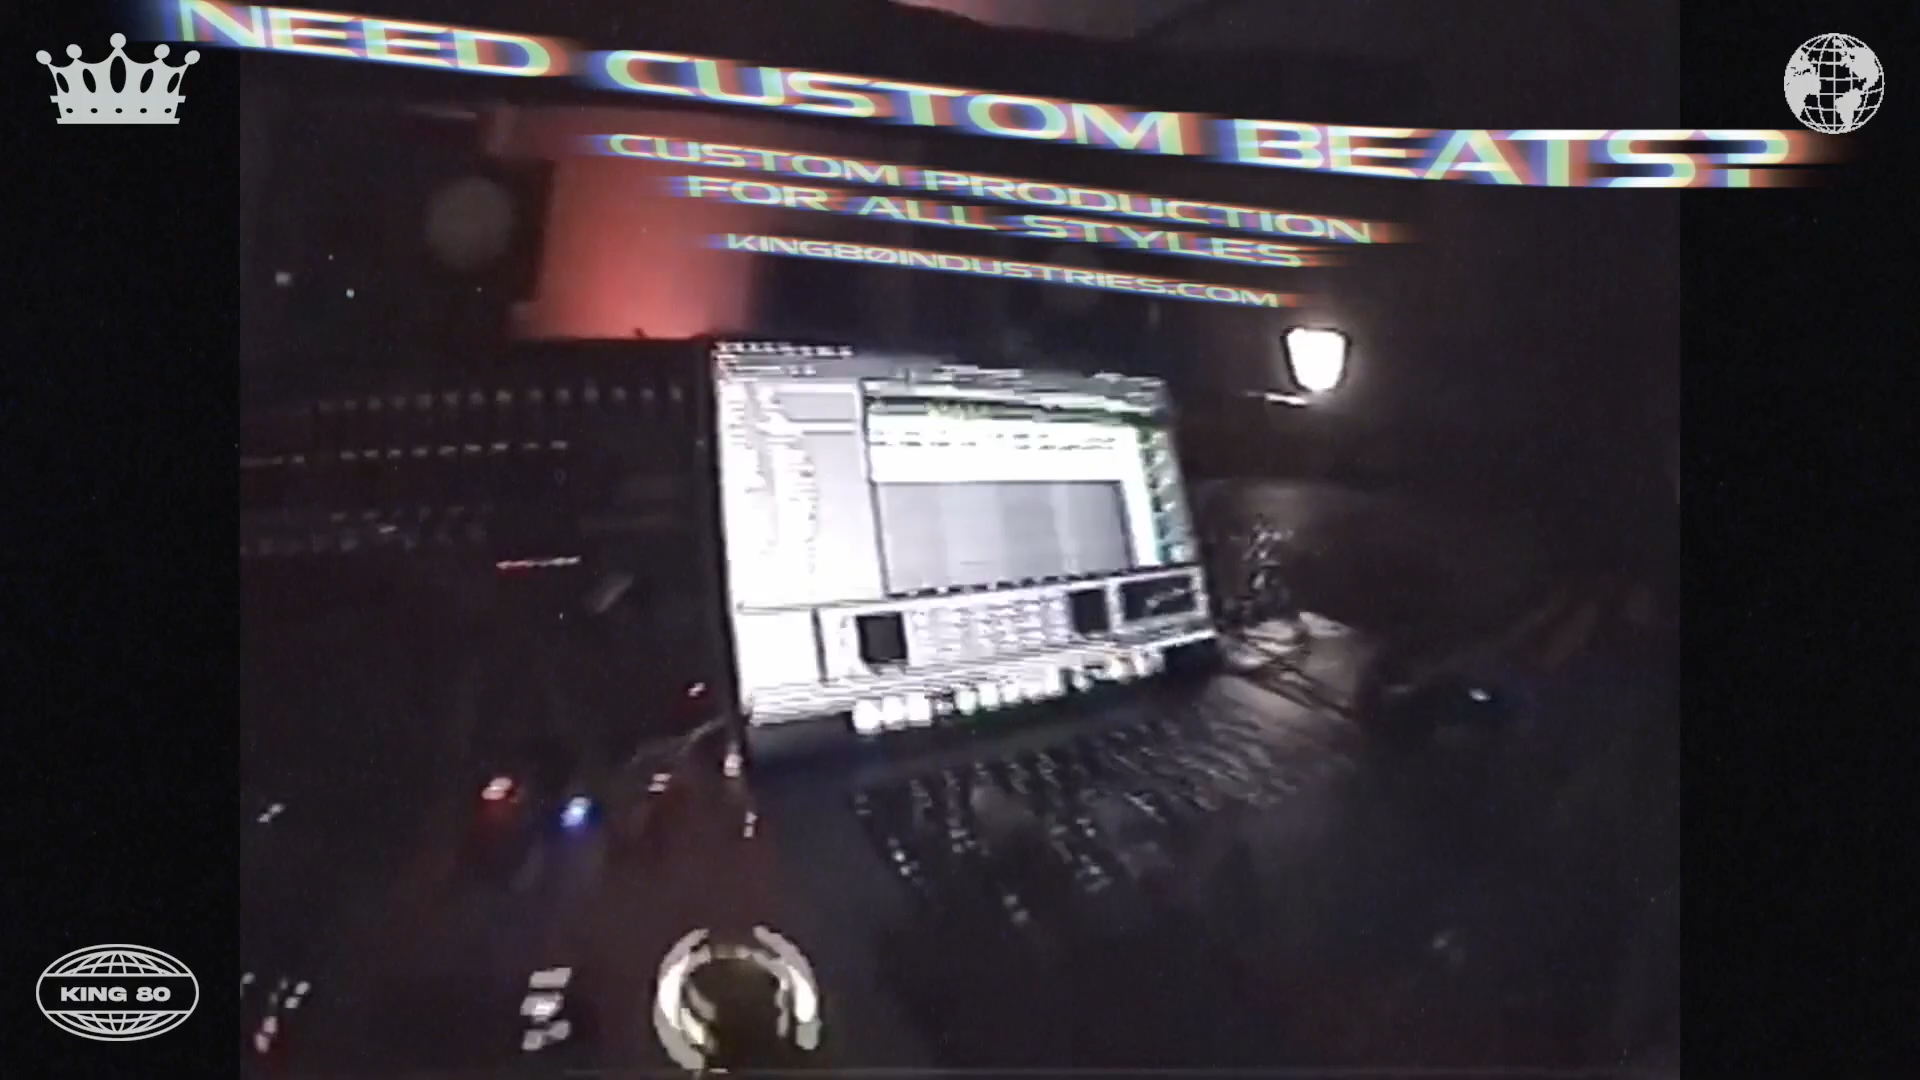 NEED CUSTOM BEATS?
CUSTOM PRODUCTION
FOR ALL STYLES
KING80INDUSTRIES.COM
KING 80